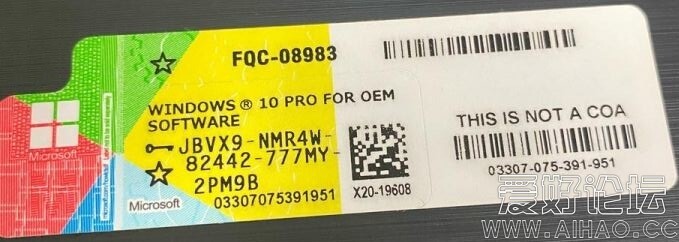 FQC-08983
WINDOWS ® 10 PRO FOR OEM
SOFTWARE
JBVX9-NMR4W-
82442-777MY-
2PM9B
03307075391951
X20-19608
THIS IS NOT A COA
03307-075-391-951
Microsoft
Microsoft
爱好论坛
WWW.AIHAO.CC